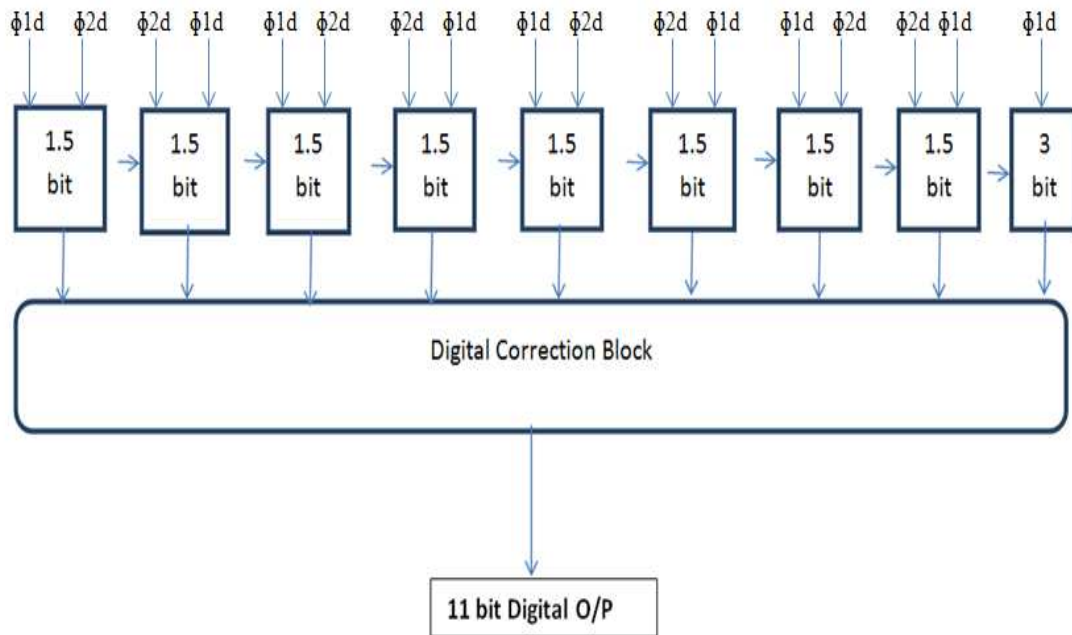 ϕ1d ϕ2d ϕ2d ϕ1d ϕ1d ϕ2d ϕ2d ϕ1d ϕ1d ϕ2d ϕ2d ϕ1d ϕ1d ϕ2d ϕ2d ϕ1d ϕ1d
1.5 1.5 1.5 1.5 1.5 1.5 1.5 1.5 3
bit bit bit bit bit bit bit bit bit
Digital Correction Block
11 bit Digital O/P